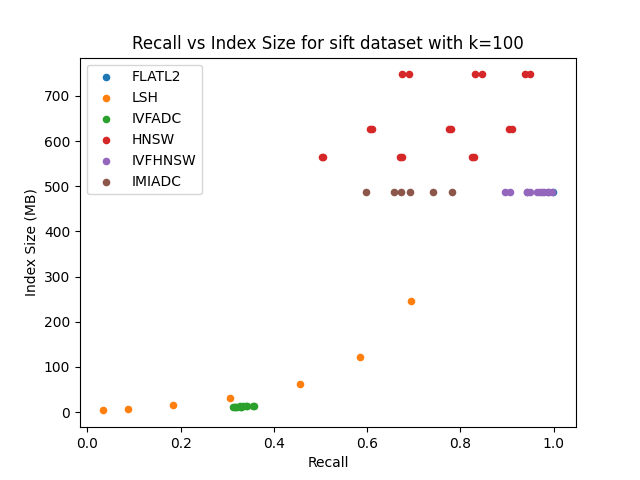 Recall vs Index Size for sift dataset with k=100
FLATL2
LSH
IVFADC
HNSW
IVFHNSW
IMIADC
700
600
500
400
300
200
100
0
Index Size (MB)
0.0 0.2 0.4 0.6 0.8 1.0
Recall